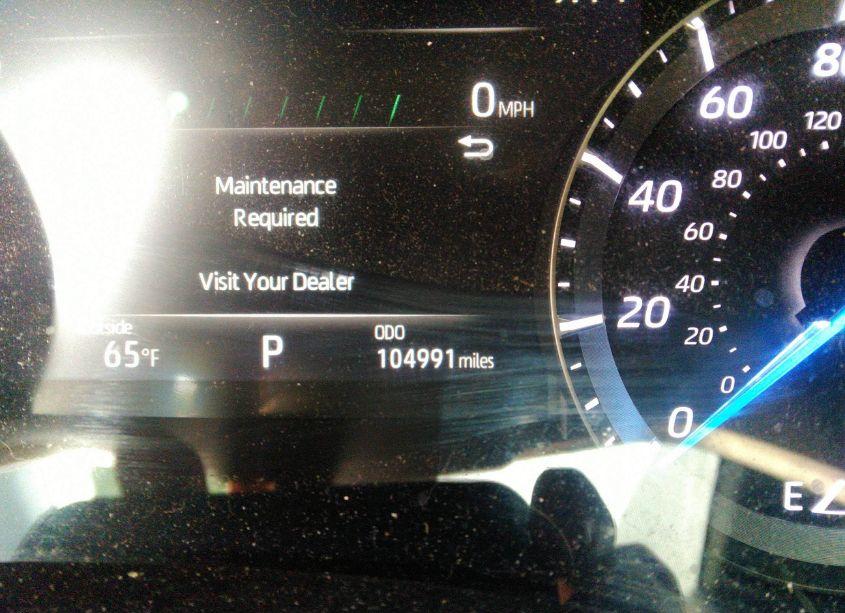 0 MPH
Maintenance
Required
Visit Your Dealer
65°F
P
ODO
104991 miles
80
60
40
20
0
120
100
80
60
40
20
0
E